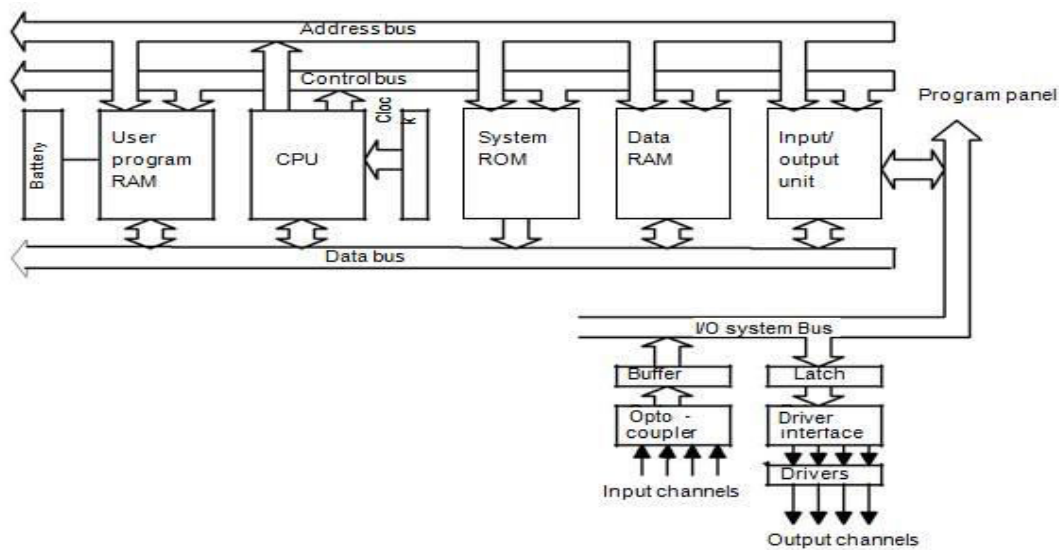 Address bus
Control bus
Program panel
Battery
User
program
RAM
CPU
Cloc
k
System
ROM
Data
RAM
Input/
output
unit
Data bus
I/O system Bus
Buffer
Latch
Opto -
coupler
Driver
interface
Drivers
Input channels
Output channels